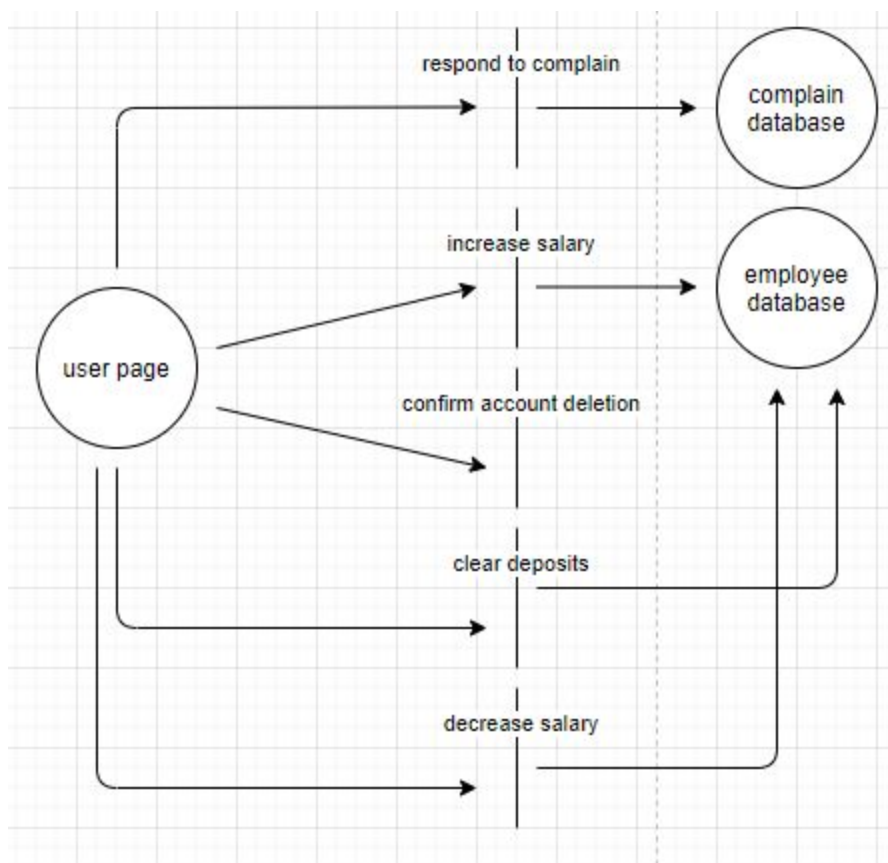 respond to complain
complain
database
increase salary
employee
database
user page
confirm account deletion
clear deposits
decrease salary